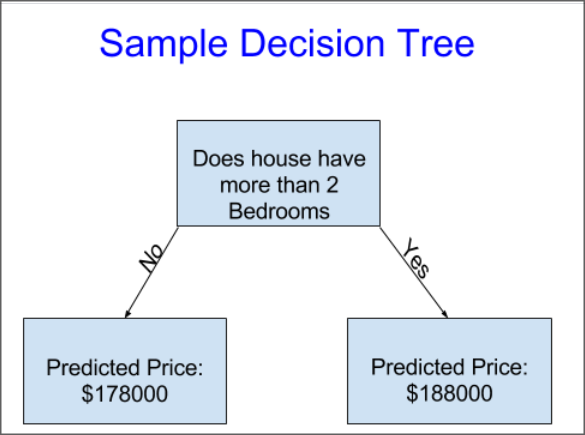 Sample Decision Tree
Does house have
more than 2
Bedrooms
No
Yes
Predicted Price:
$178000
Predicted Price:
$188000